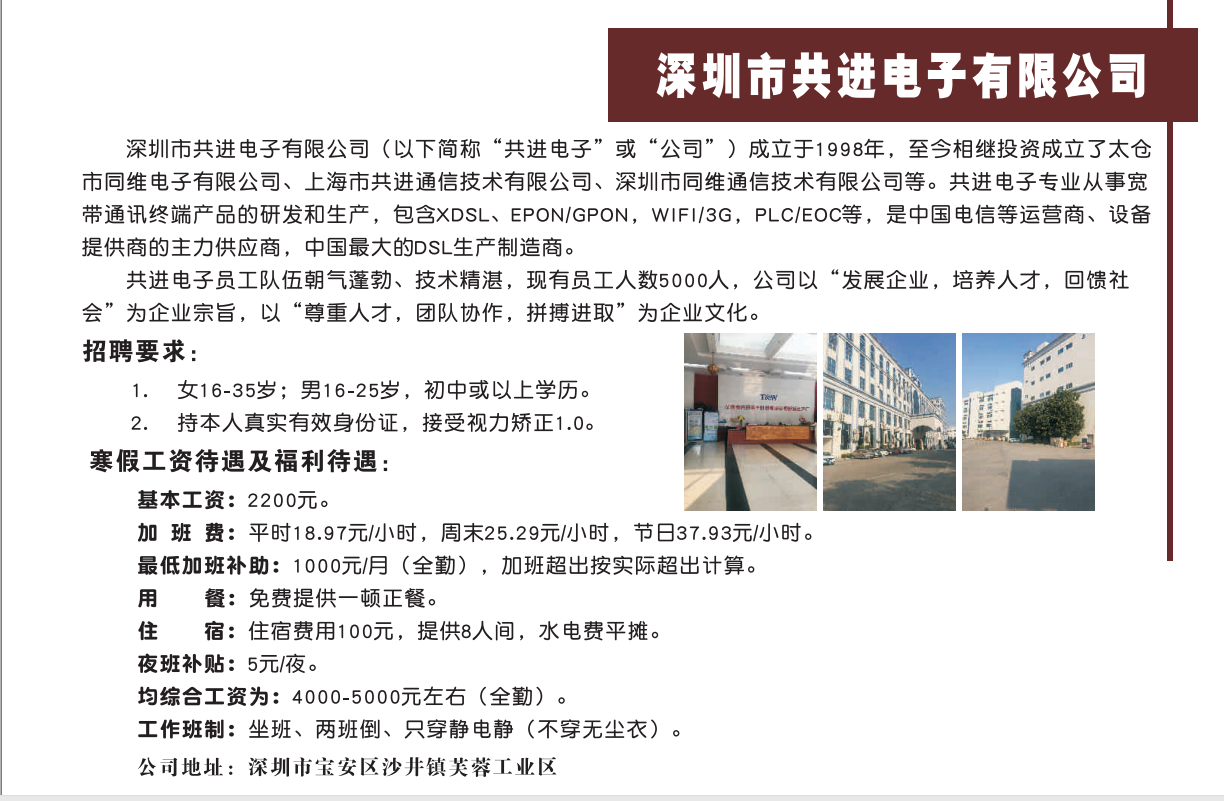 深圳市共进电子有限公司
深圳市共进电子有限公司（以下简称“共进电子”或“公司”）成立于1998年，至今相继投资成立了太仓
市同维电子有限公司、上海市共进通信技术有限公司、深圳市同维通信技术有限公司等。共进电子专业从事宽
带通讯终端产品的研发和生产，包含XDSL、EPON/GPON，WIFI/3G，PLC/EOC等，是中国电信等运营商、设备
提供商的主力供应商，中国最大的DSL生产制造商。
共进电子员工队伍朝气蓬勃、技术精湛，现有员工人数5000人，公司以“发展企业，培养人才，回馈社
会”为企业宗旨，以“尊重人才，团队协作，拼搏进取”为企业文化。
招聘要求：
1. 女16-35岁；男16-25岁，初中或以上学历。
2. 持本人真实有效身份证，接受视力矫正1.0。
寒假工资待遇及福利待遇：
基本工资：2200元。
加 班 费：平时18.97元/小时，周末25.29元/小时，节日37.93元/小时。
最低加班补助：1000元/月（全勤），加班超出按实际超出计算。
用 餐：免费提供一顿正餐。
住 宿：住宿费用100元，提供8人间，水电费平摊。
夜班补贴：5元/夜。
均综合工资为：4000-5000元左右（全勤）。
工作班制：坐班、两班倒、只穿静电静（不穿无尘衣）。
公司地址：深圳市宝安区沙井镇芙蓉工业区